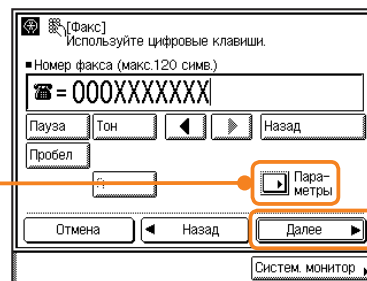 [Факс]
Используйте цифровые клавиши.
■Номер факса (макс.120 симв.)
☎= 000XXXXXXX
Пауза Тон ◀ ▶ Назад
Пробел
Пара-
метры
Отмена ◀ Назад Далее ▶
Систем. монитор